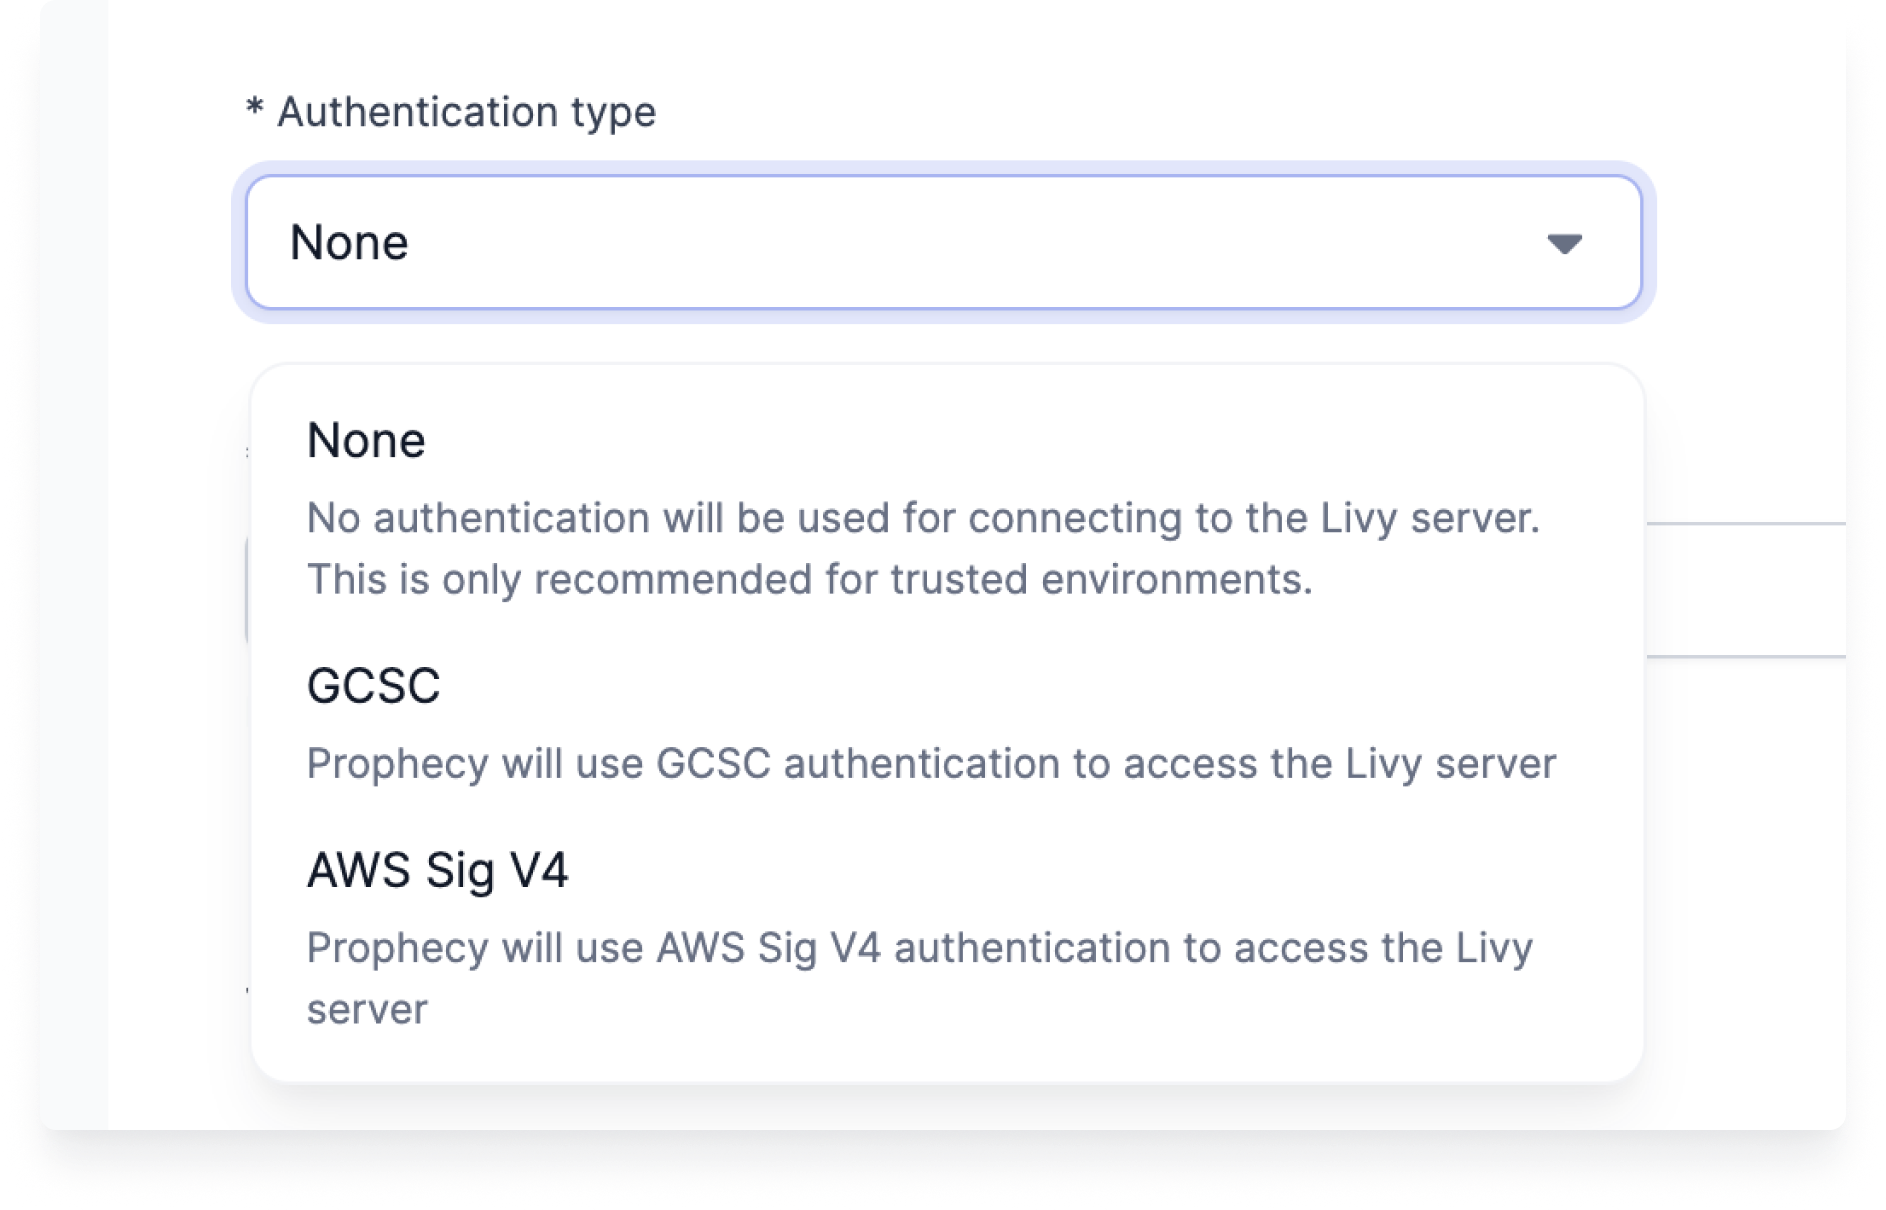 * Authentication type
None
None
No authentication will be used for connecting to the Livy server.
This is only recommended for trusted environments.
GCSC
Prophecy will use GCSC authentication to access the Livy server
AWS Sig V4
Prophecy will use AWS Sig V4 authentication to access the Livy
server